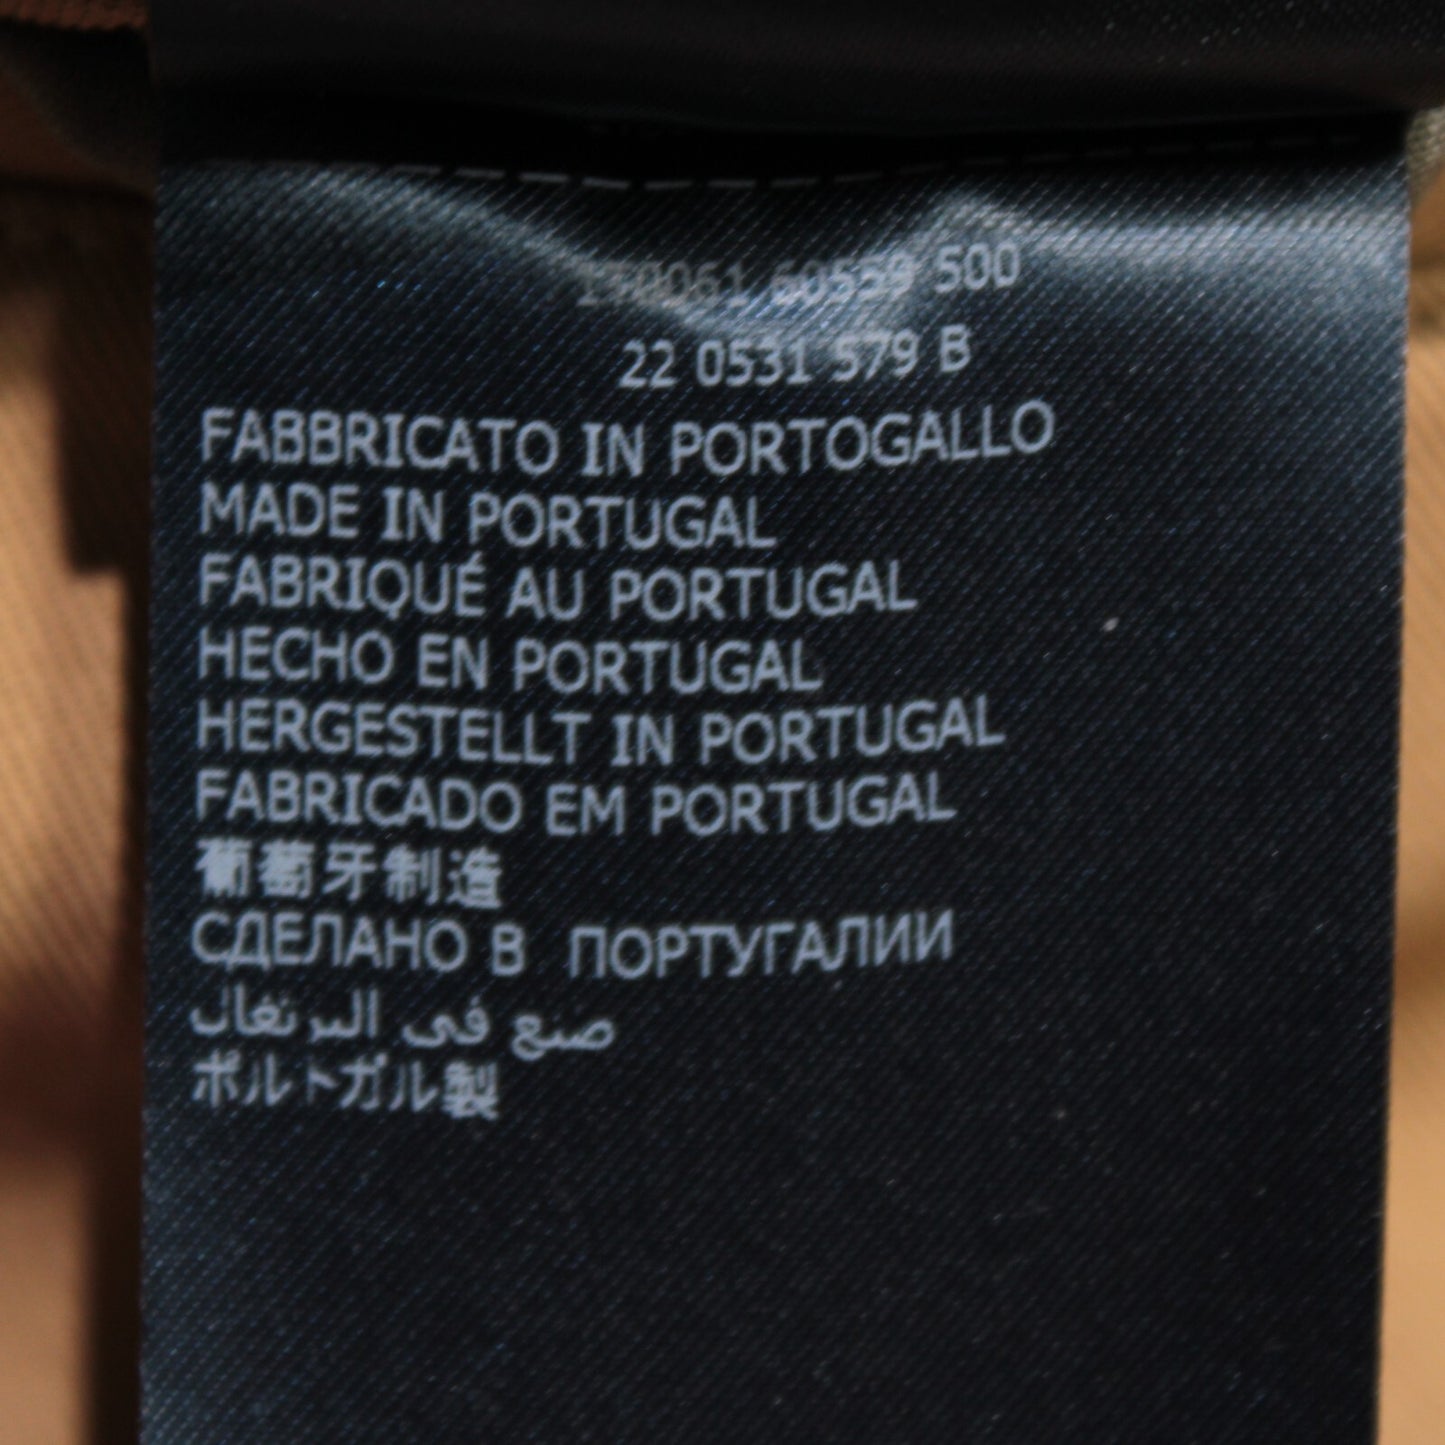 500
22 0531 579 B
FABBRICATO IN PORTOGALLO
MADE IN PORTUGAL
FABRIQUÉ AU PORTUGAL
HECHO EN PORTUGAL
HERGESTELLT IN PORTUGAL
FABRICADO EM PORTUGAL
葡萄牙制造
СДЕЛАНО В ПОРТУГАЛИИ
صنع فى البرتغال
ポルトガル製